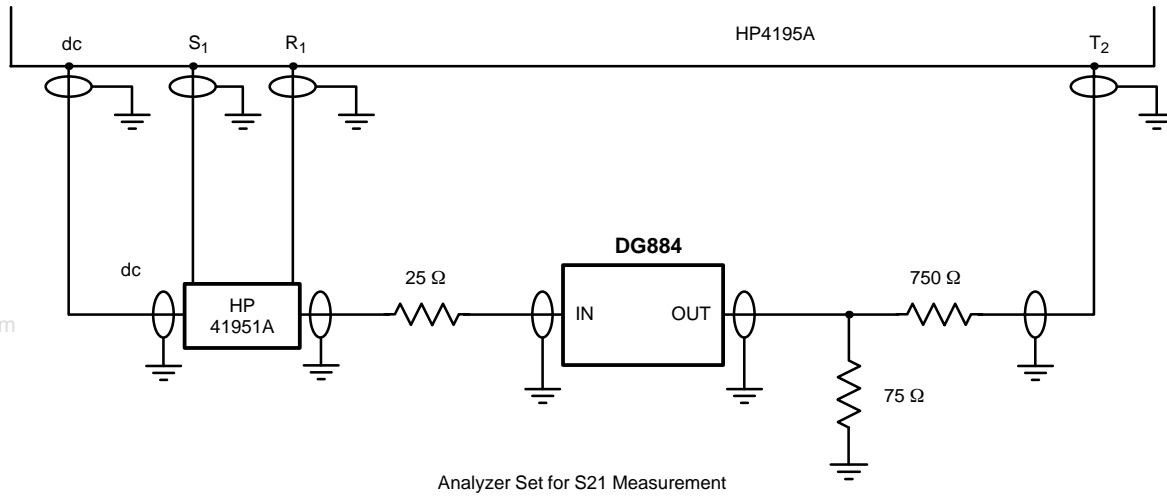 HP4195A
dc
S1
R1
T2
DG884
dc
25 Ω
750 Ω
HP
41951A
IN
OUT
m
75 Ω
Analyzer Set for S21 Measurement